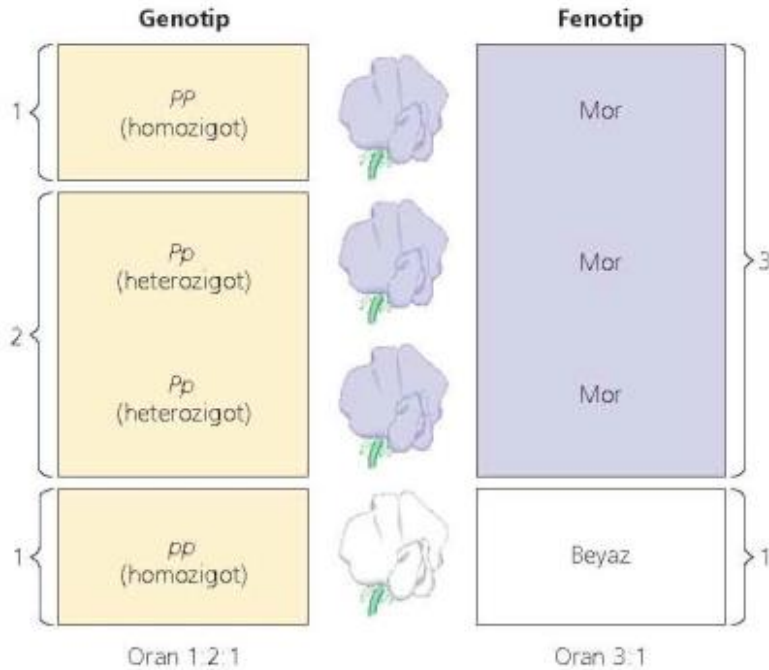 Genotip
Fenotip
1
PP
(homozigot)
Mor
Pp
(heterozigot)
Mor
3
2
Pp
(heterozigot)
Mor
1
pp
(homozigot)
Beyaz
1
Oran 1:2:1
Oran 3:1